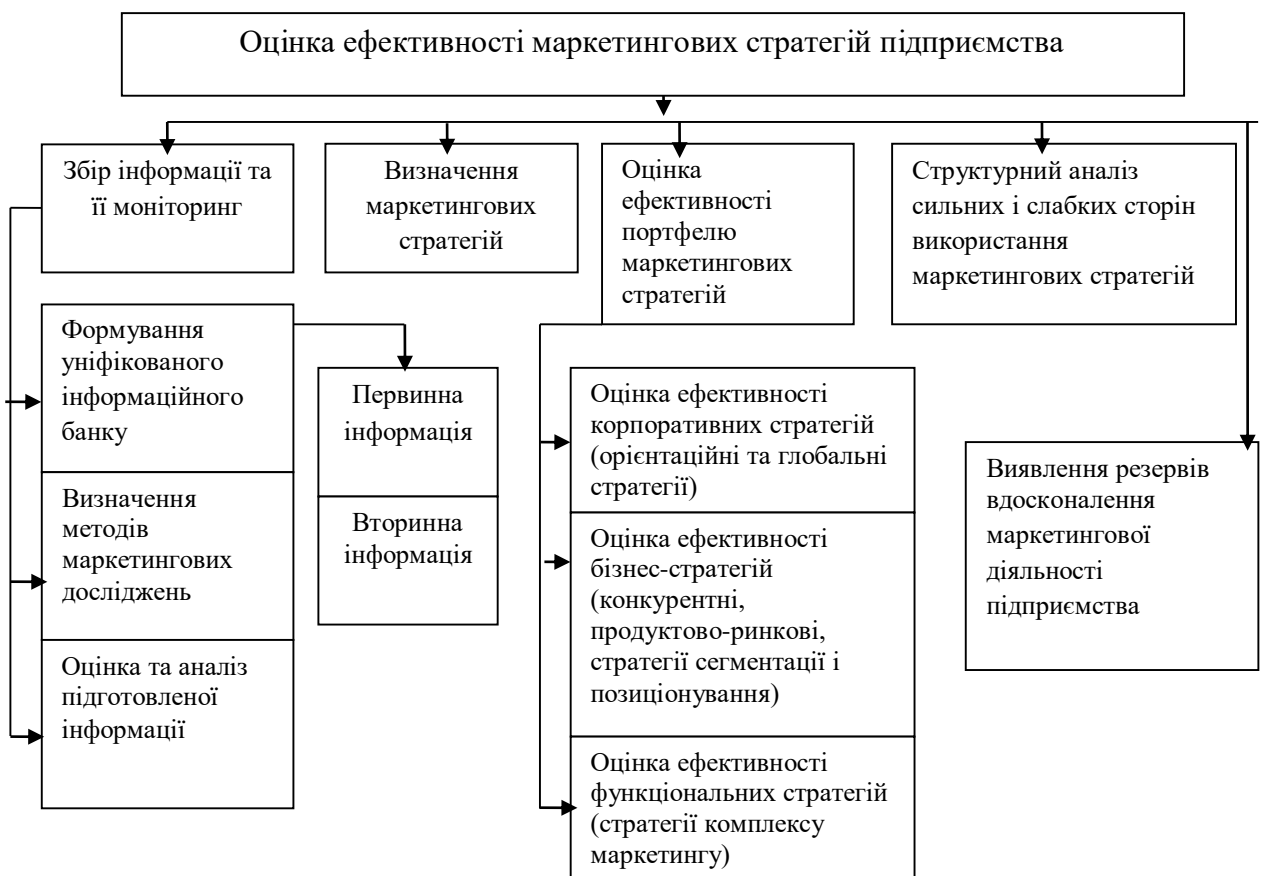 Оцінка ефективності маркетингових стратегій підприємства
Збір інформації та
її моніторинг
Визначення
маркетингових
стратегій
Оцінка
ефективності
портфелю
маркетингових
стратегій
Структурний аналіз
сильних і слабких сторін
використання
маркетингових стратегій
Формування
уніфікованого
інформаційного
банку
Визначення
методів
маркетингових
досліджень
Оцінка та аналіз
підготовленої
інформації
Первинна
інформація
Вторинна
інформація
Оцінка ефективності
корпоративних стратегій
(орієнтаційні та глобальні
стратегії)
Оцінка ефективності
бізнес-стратегій
(конкурентні,
продуктово-ринкові,
стратегії сегментації і
позиціонування)
Оцінка ефективності
функціональних стратегій
(стратегії комплексу
маркетингу)
Виявлення резервів
вдосконалення
маркетингової
діяльності
підприємства